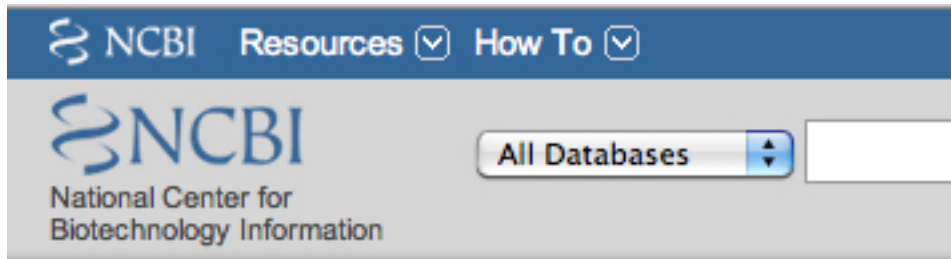 NCBI Resources How To
NCBI
All Databases
National Center for
Biotechnology Information